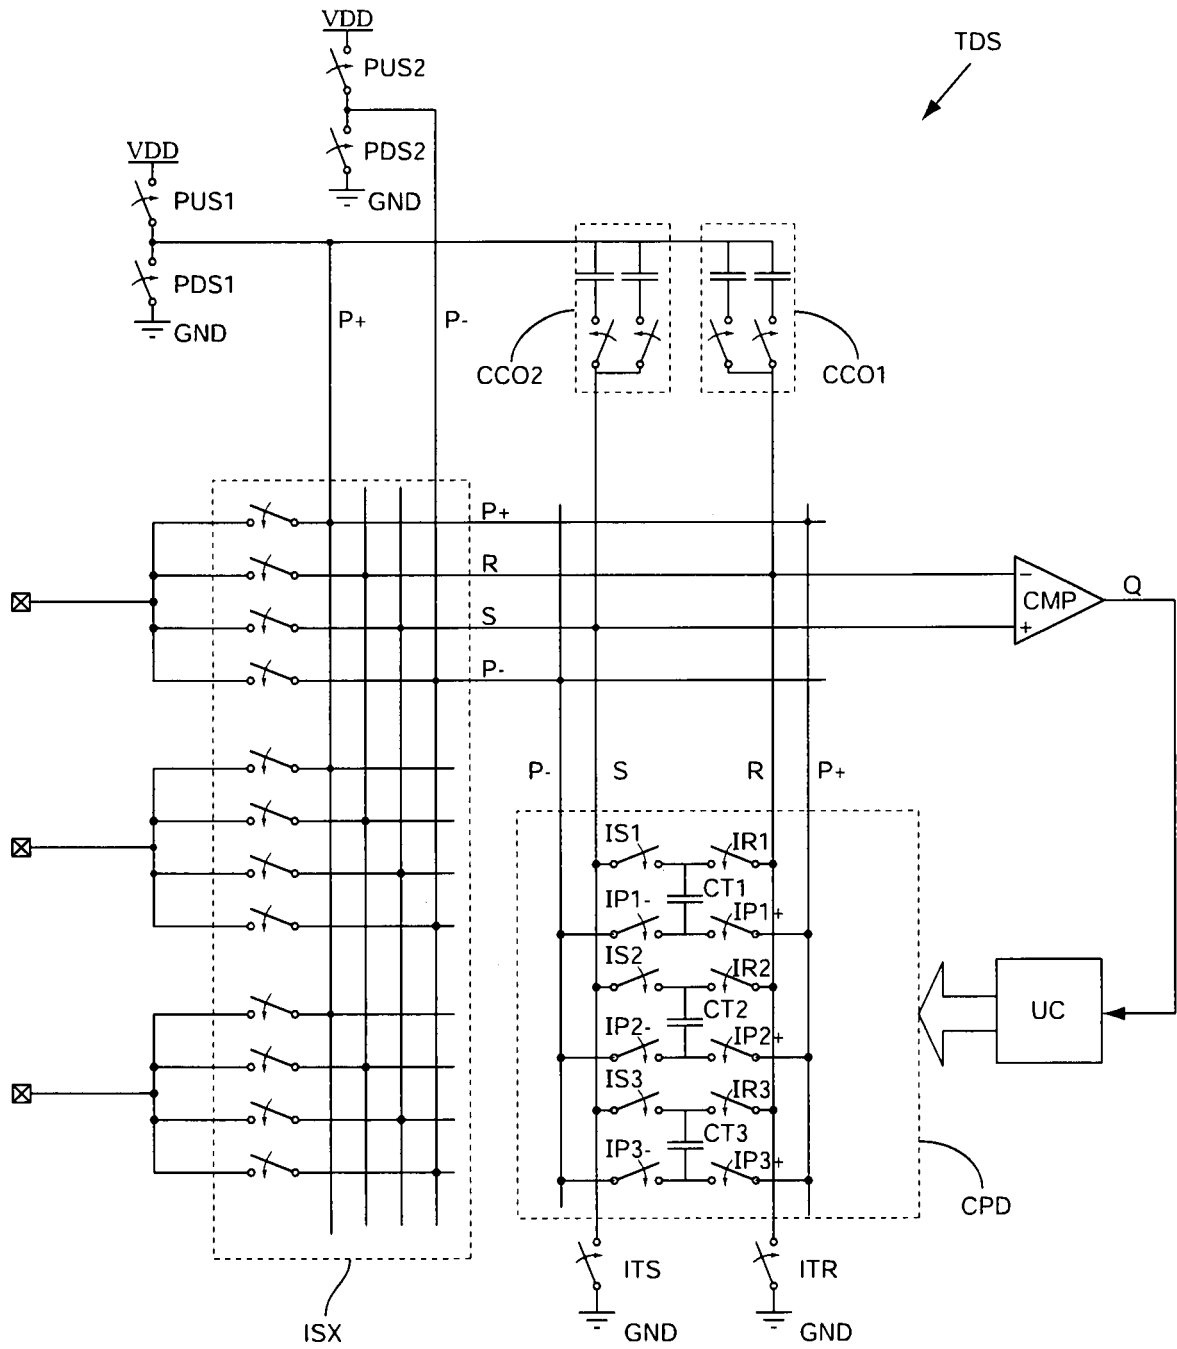 VDD
TDS
PUS2
PDS2
VDD
GND
PUS1
PDS1
GND
P+
P-
CCO2
CCO1
P+
R
S
P-
−
CMP
+
Q
P-
S
R
P+
IS1
IR1
CT1
IP1-
IP1+
IS2
IR2
CT2
IP2-
IP2+
UC
IS3
IR3
CT3
IP3-
IP3+
CPD
ITS
ITR
ISX
GND
GND